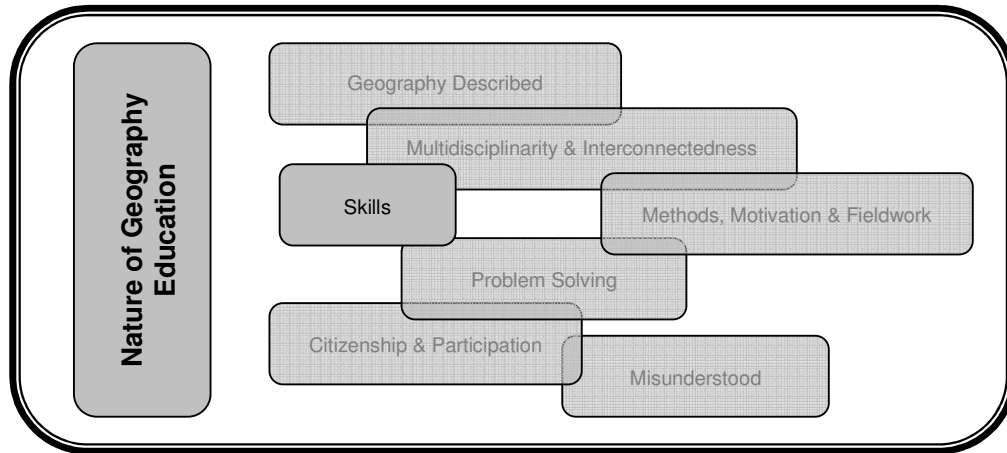 Nature of Geography
Education
Geography Described
Multidisciplinarity & Interconnectedness
Skills
Methods, Motivation & Fieldwork
Problem Solving
Citizenship & Participation
Misunderstood